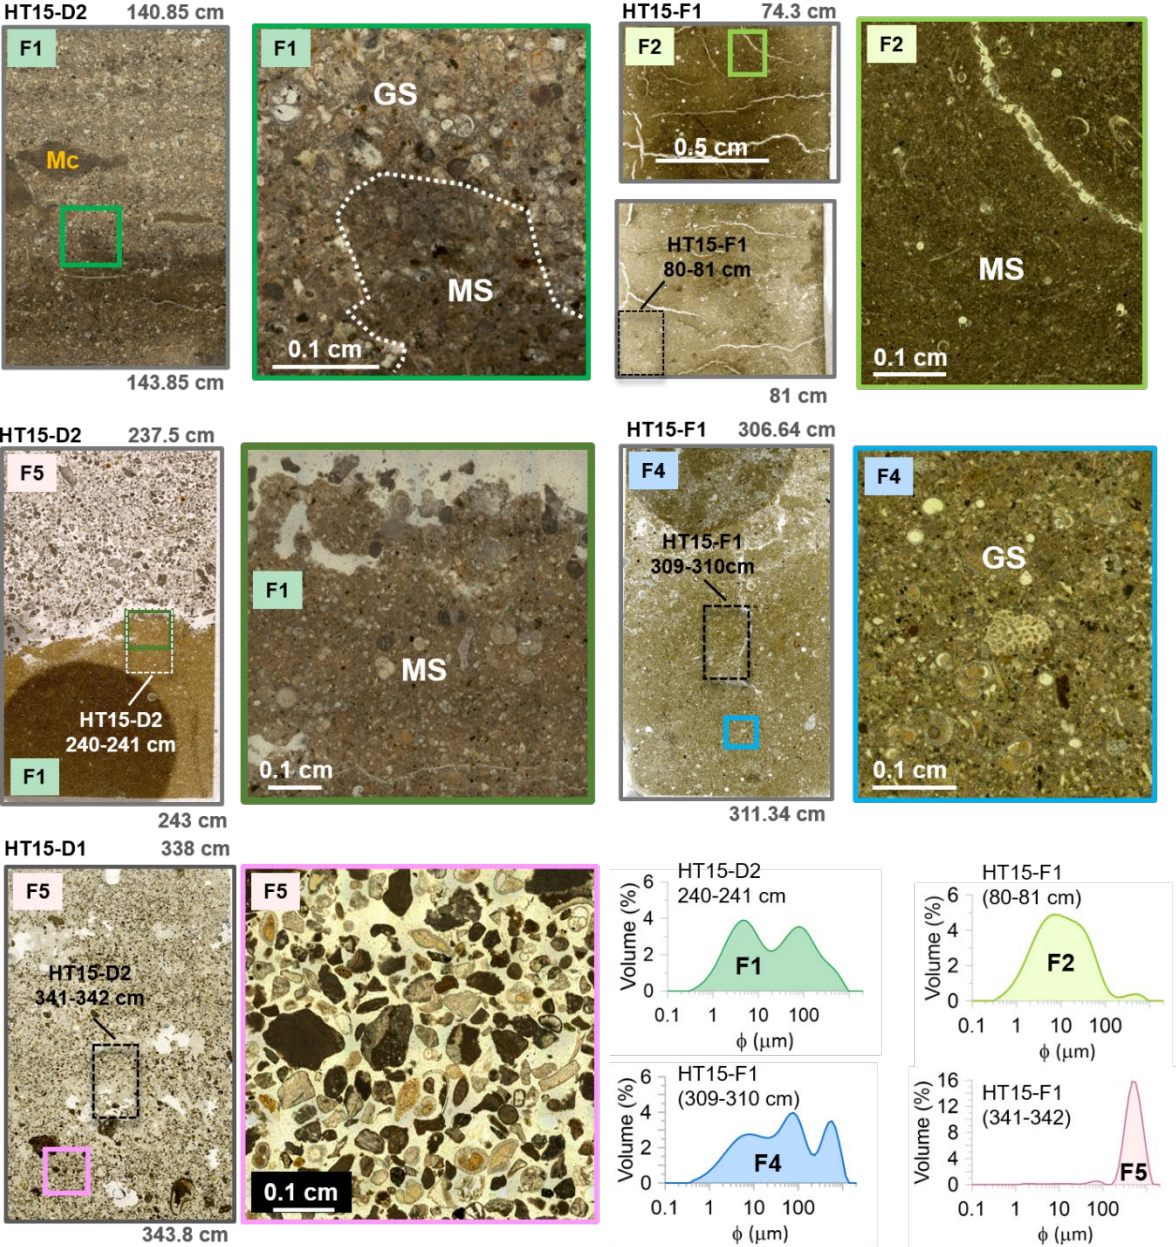 HT15-D2 140.85 cm
F1
Mc
143.85 cm
F1
GS
MS
0.1 cm
HT15-F1 74.3 cm
F2
0.5 cm
HT15-F1
80-81 cm
81 cm
F2
MS
0.1 cm
HT15-D2 237.5 cm
F5
HT15-D2
240-241 cm
F1
243 cm
F1
MS
0.1 cm
HT15-F1 306.64 cm
F4
HT15-F1
309-310cm
311.34 cm
F4
GS
0.1 cm
HT15-D1 338 cm
F5
HT15-D2
341-342 cm
343.8 cm
F5
0.1 cm
HT15-D2
240-241 cm
Volume (%)
6
4
2
0
F1
0.1 1 10 100
ϕ (µm)
HT15-F1
(80-81 cm)
Volume (%)
6
4
2
0
F2
0.1 1 10 100
ϕ (µm)
HT15-F1
(309-310 cm)
Volume (%)
6
4
2
0
F4
0.1 1 10 100
ϕ (µm)
HT15-F1
(341-342)
Volume (%)
16
12
8
4
0
F5
0.1 1 10 100
ϕ (µm)